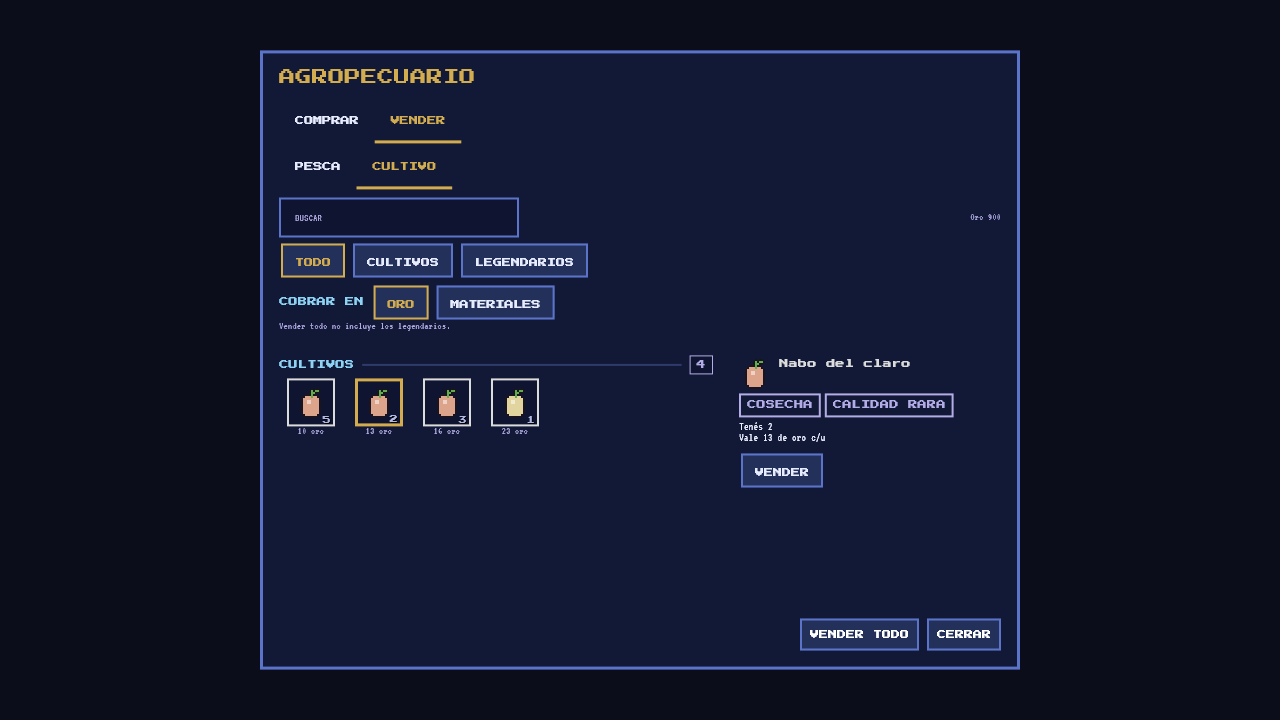 AGROPECUARIO
COMPRAR VENDER
PESCA CULTIVO
BUSCAR
Oro 900
TODO CULTIVOS LEGENDARIOS
COBRAR EN ORO MATERIALES
Vender todo no incluye los legendarios.
CULTIVOS 4
5 2 3 1
10 oro 13 oro 16 oro 23 oro
Nabo del claro
COSECHA CALIDAD RARA
Tenés 2
Vale 13 de oro c/u
VENDER
VENDER TODO CERRAR